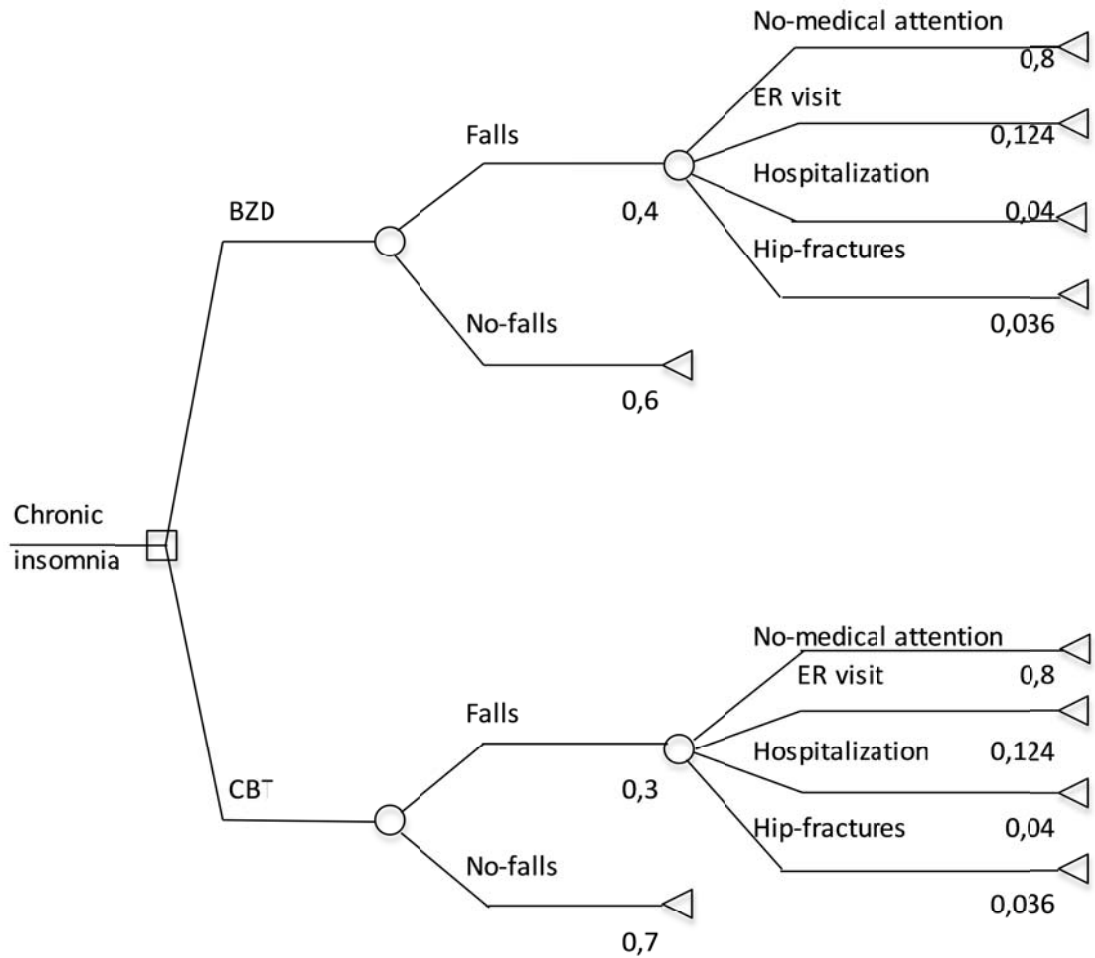 No-medical attention
0,8
ER visit
Falls
0,124
Hospitalization
BZD
0,4
0,04
Hip-fractures
No-falls
0,036
0,6
Chronic
insomnia
No-medical attention
ER visit
0,8
Falls
Hospitalization
0,124
CBT
0,3
Hip-fractures
0,04
No-falls
0,036
0,7